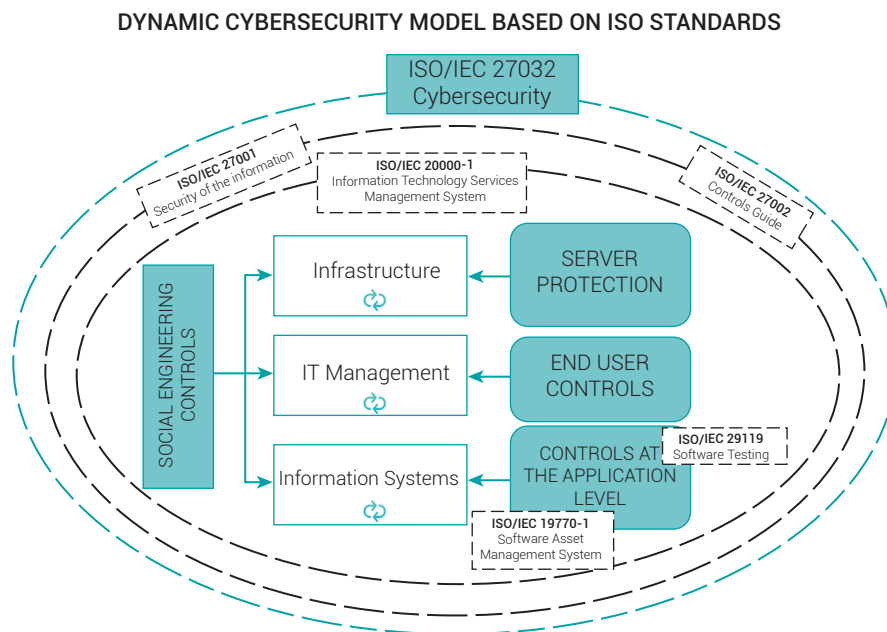 DYNAMIC CYBERSECURITY MODEL BASED ON ISO STANDARDS
ISO/IEC 27032
Cybersecurity
ISO/IEC 27001
Security of the information
ISO/IEC 20000-1
Information Technology Services
Management System
ISO/IEC 27002
Controls Guide
SOCIAL ENGINEERING
CONTROLS
Infrastructure
SERVER
PROTECTION
IT Management
END USER
CONTROLS
Information Systems
CONTROLS AT
THE APPLICATION
LEVEL
ISO/IEC 29119
Software Testing
ISO/IEC 19770-1
Software Asset
Management System